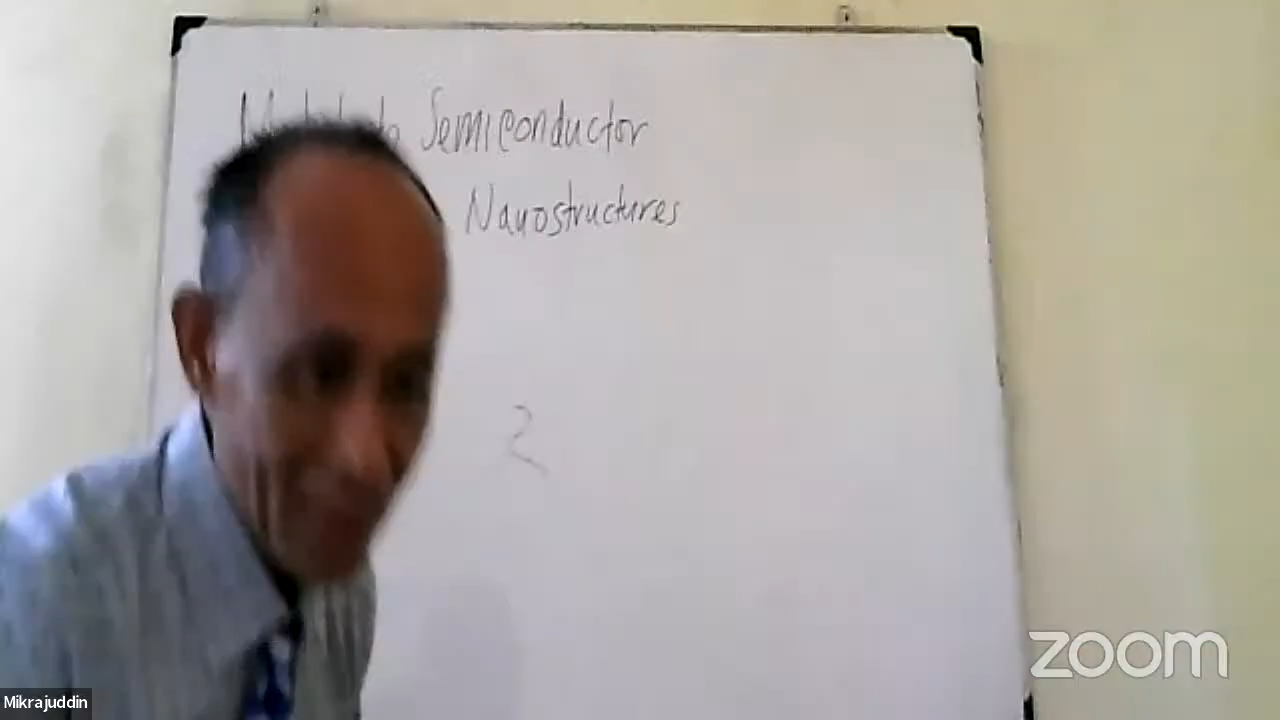 Semiconductor
Nanostructures
2
zoom
Mikrajuddin